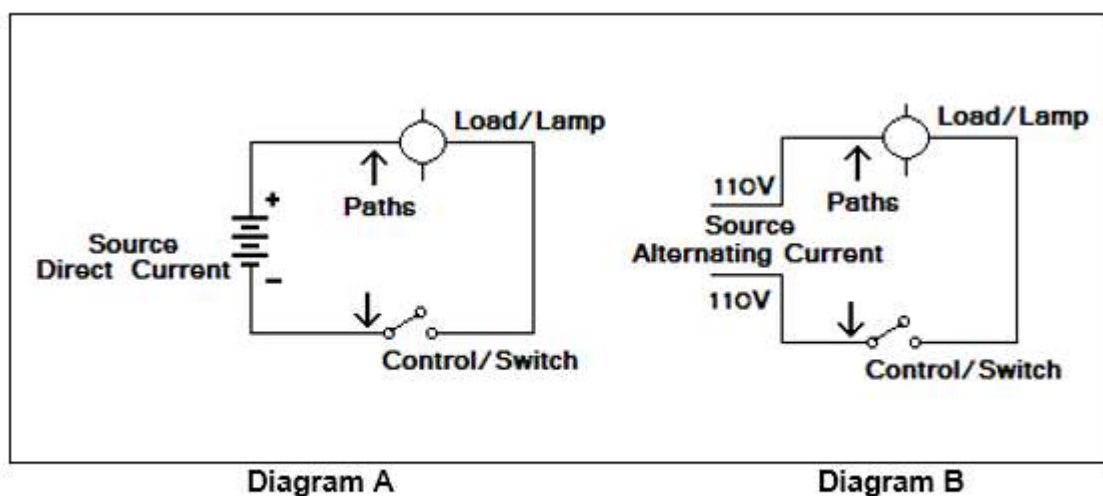 Load/Lamp
Paths
+
Source
Direct Current
-
Control/Switch
Load/Lamp
110V
Paths
Source
Alternating Current
110V
Control/Switch
Diagram A
Diagram B